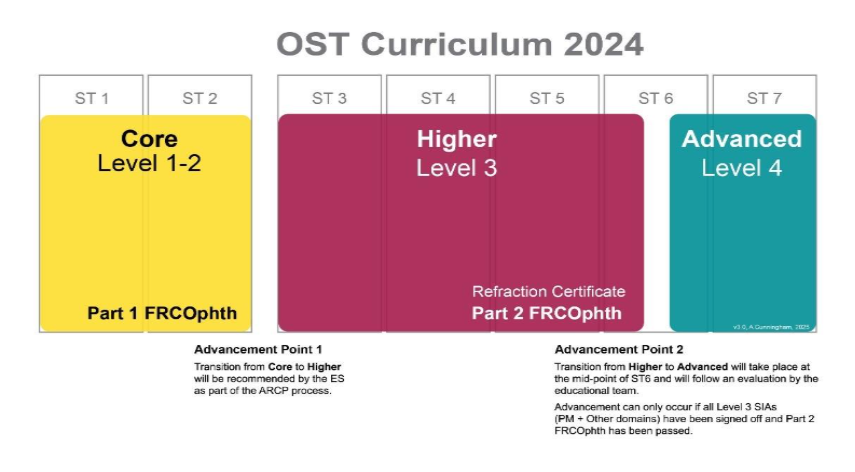 OST Curriculum 2024
ST 1 ST 2 ST 3 ST 4 ST 5 ST 6 ST 7
Core
Level 1-2
Part 1 FRCOphth
Higher
Level 3
Refraction Certificate
Part 2 FRCOphth
Advanced
Level 4
v3.0, A Cunningham, 2025
Advancement Point 1
Transition from Core to Higher
will be recommended by the ES
as part of the ARCP process.
Advancement Point 2
Transition from Higher to Advanced will take place at
the mid-point of ST6 and will follow an evaluation by the
educational team.
Advancement can only occur if all Level 3 SIAs
(PM + Other domains) have been signed off and Part 2
FRCOphth has been passed.